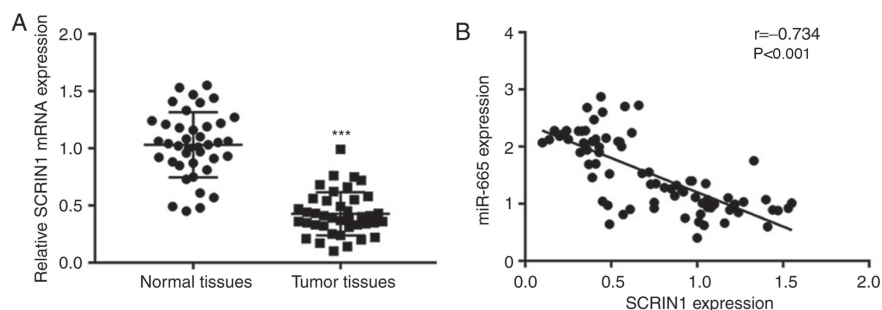 A
Relative SCRIN1 mRNA expression
2.0
1.5
1.0
0.5
0.0
***
Normal tissues
Tumor tissues
B
miR-665 expression
4
3
2
1
0
r=−0.734
P<0.001
0
0.5
1.0
1.5
2.0
SCRIN1 expression